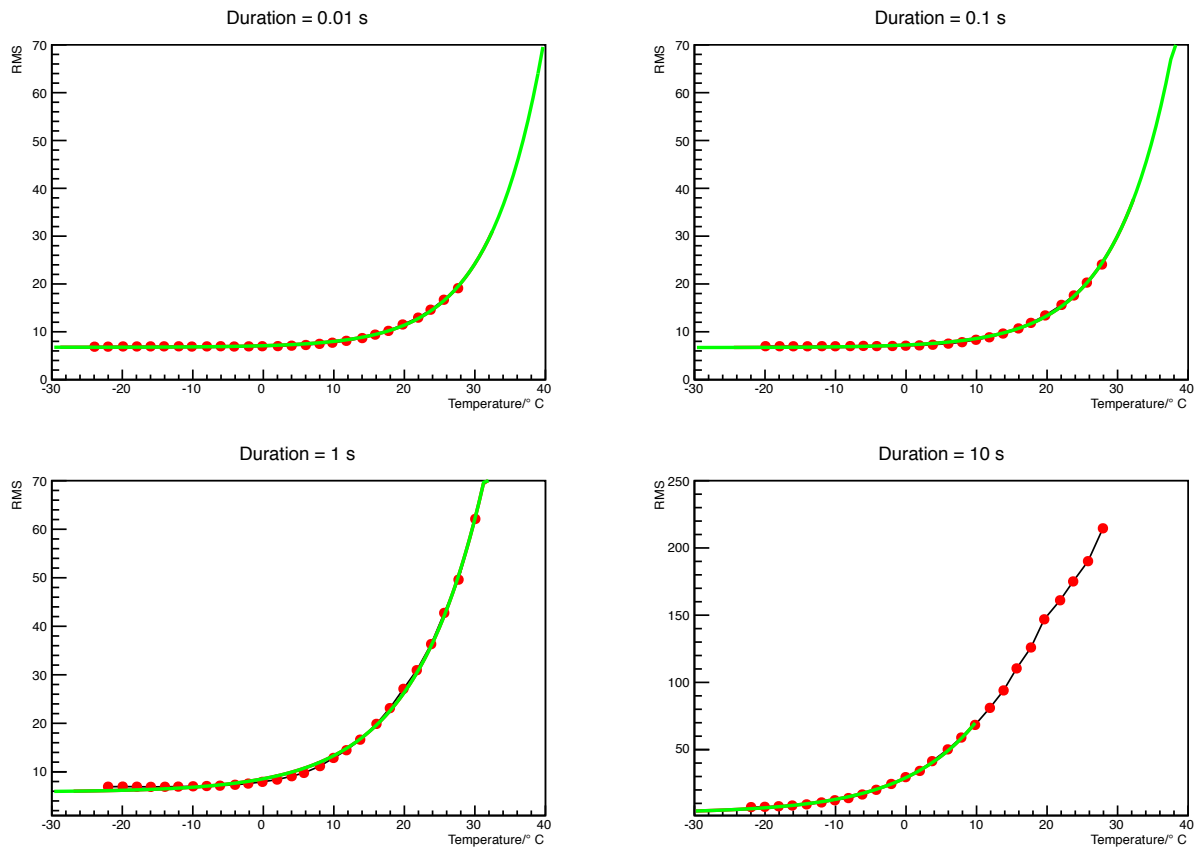 Duration = 0.01 s
RMS
70
60
50
40
30
20
10
0
-30 -20 -10 0 10 20 30 40
Temperature/° C
Duration = 0.1 s
RMS
70
60
50
40
30
20
10
0
-30 -20 -10 0 10 20 30 40
Temperature/° C
Duration = 1 s
RMS
70
60
50
40
30
20
10
-30 -20 -10 0 10 20 30 40
Temperature/° C
Duration = 10 s
RMS
250
200
150
100
50
-30 -20 -10 0 10 20 30 40
Temperature/° C